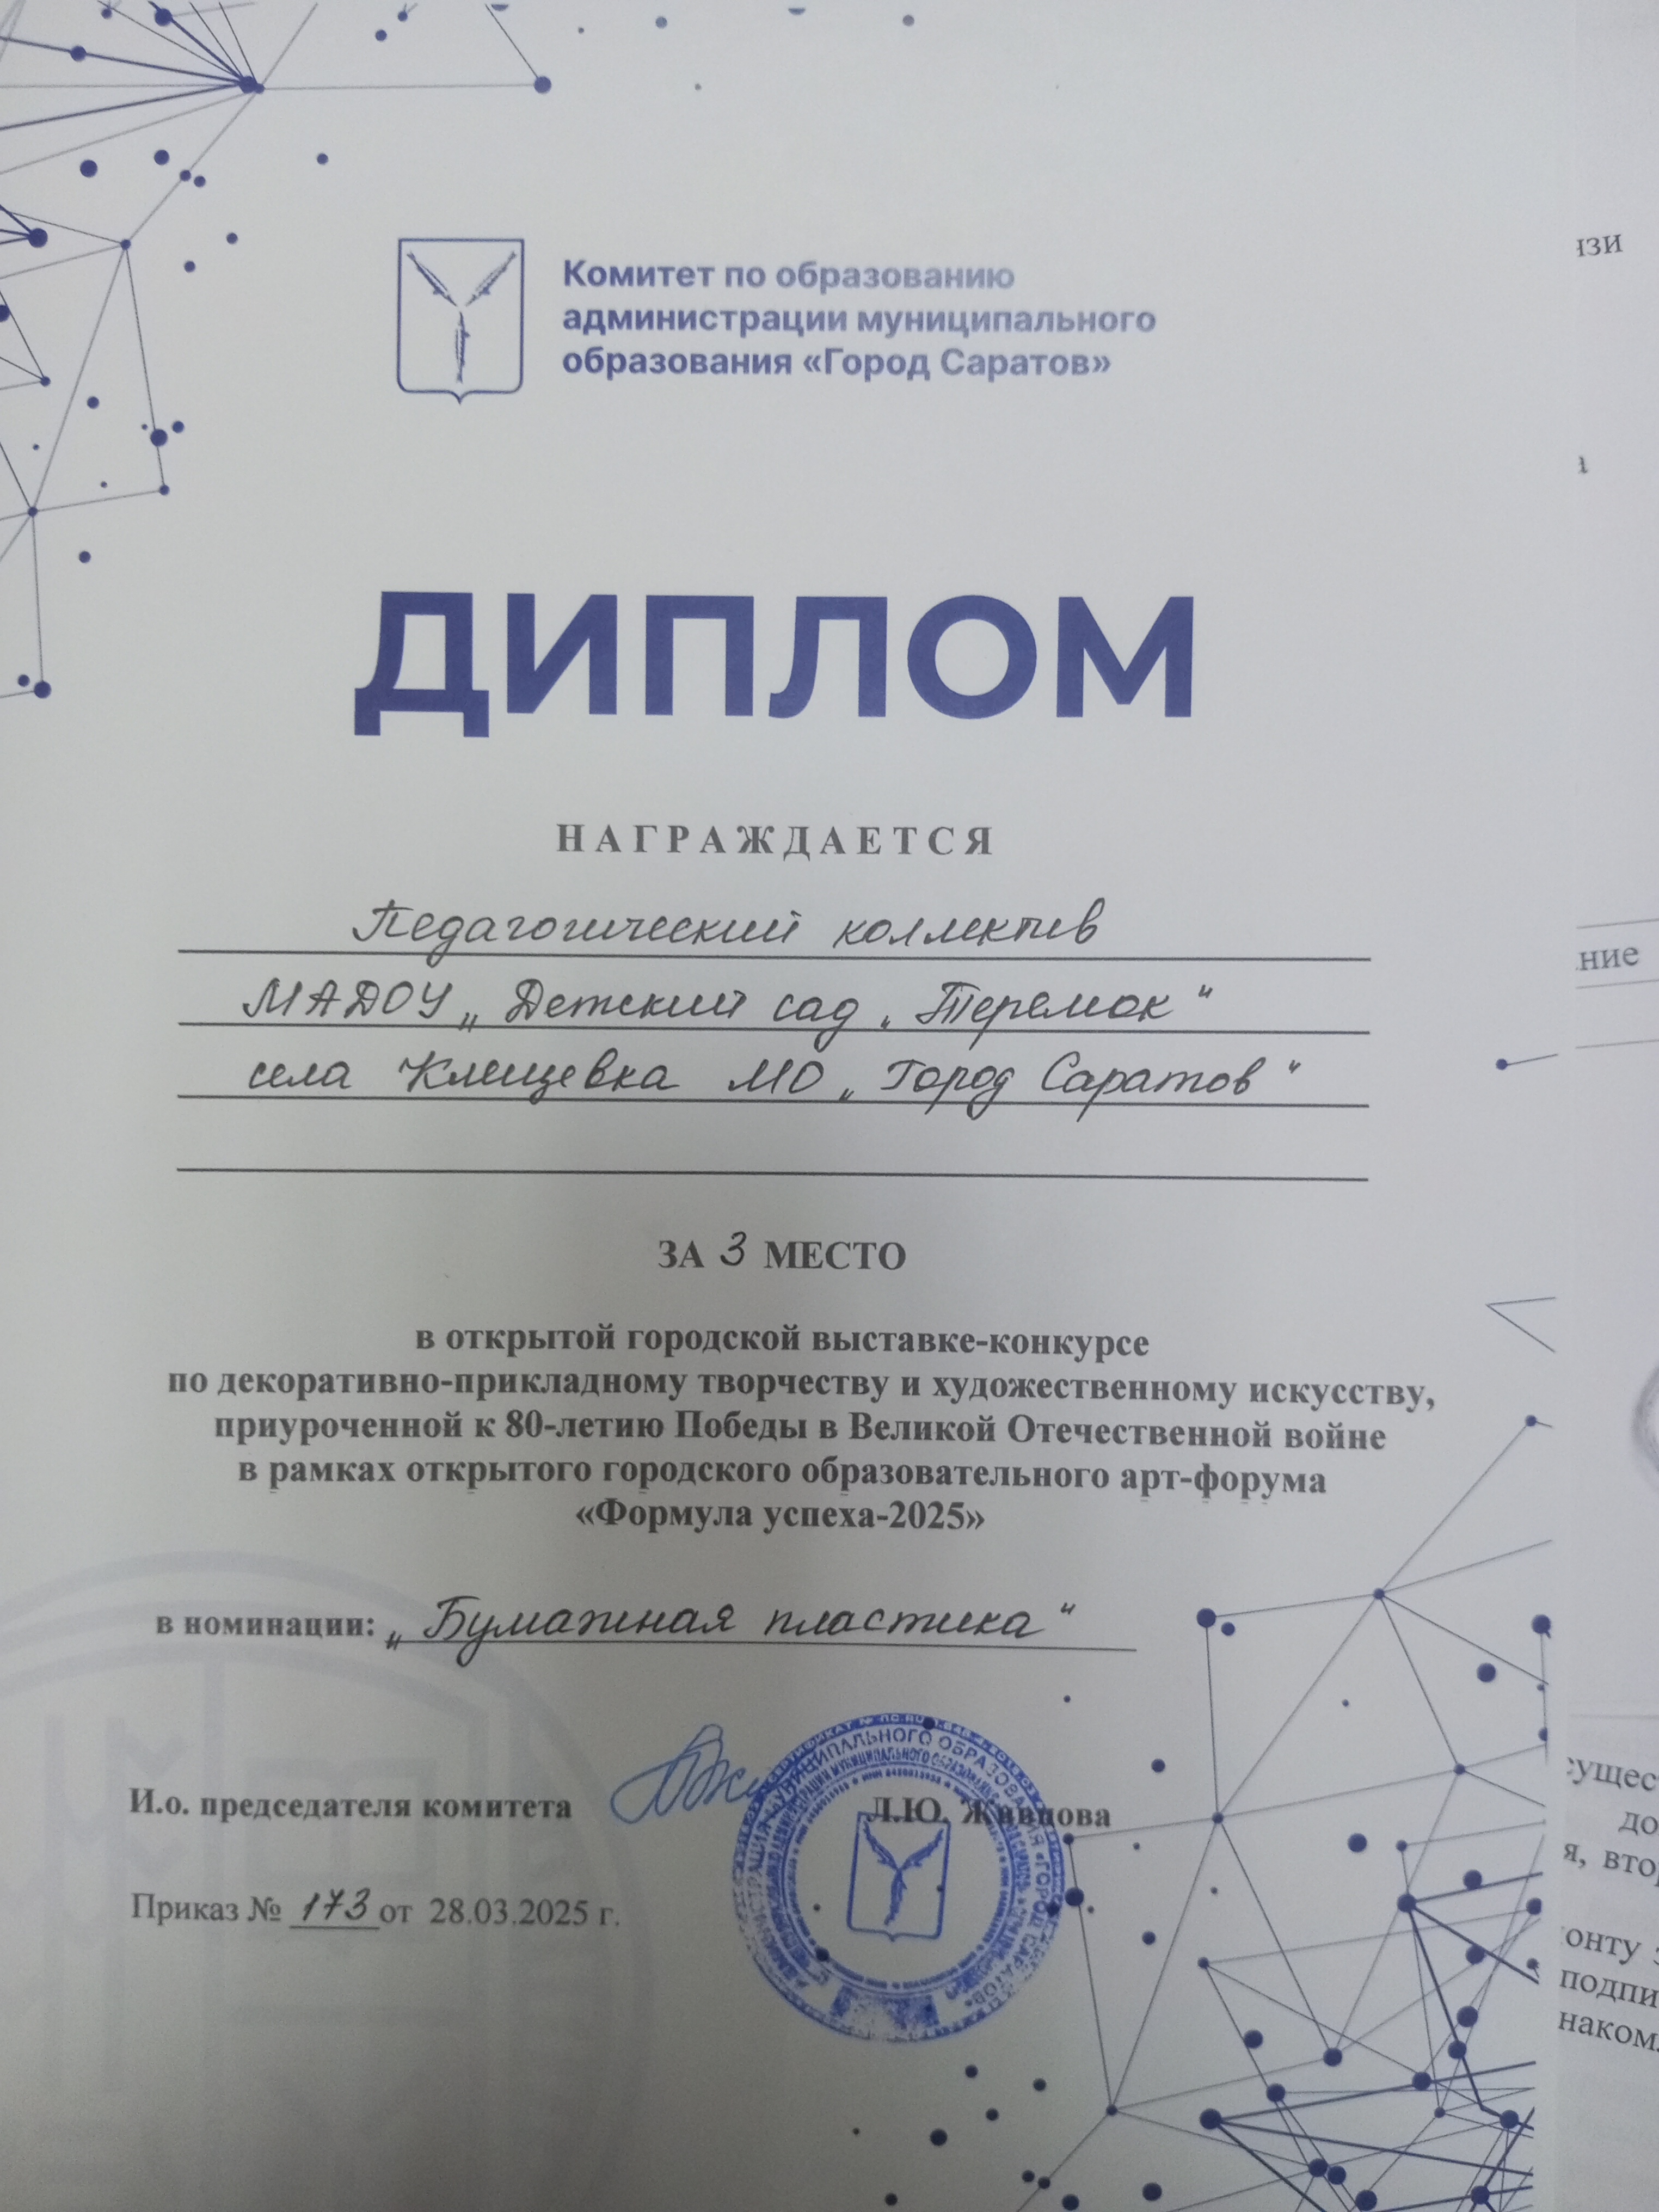 Комитет по образованию
администрации муниципального
образования «Город Саратов»
ДИПЛОМ
НАГРАЖДАЕТСЯ
Педагогический коллектив
МАДОУ „Детский сад „Теремок“
села Клещевка МО „Город Саратов“
ЗА 3 МЕСТО
в открытой городской выставке-конкурсе
по декоративно-прикладному творчеству и художественному искусству,
приуроченной к 80-летию Победы в Великой Отечественной войне
в рамках открытого городского образовательного арт-форума
«Формула успеха-2025»
в номинации: „Бумажная пластика“
И.о. председателя комитета Л.Ю. Живцова
Приказ № 173 от 28.03.2025 г.